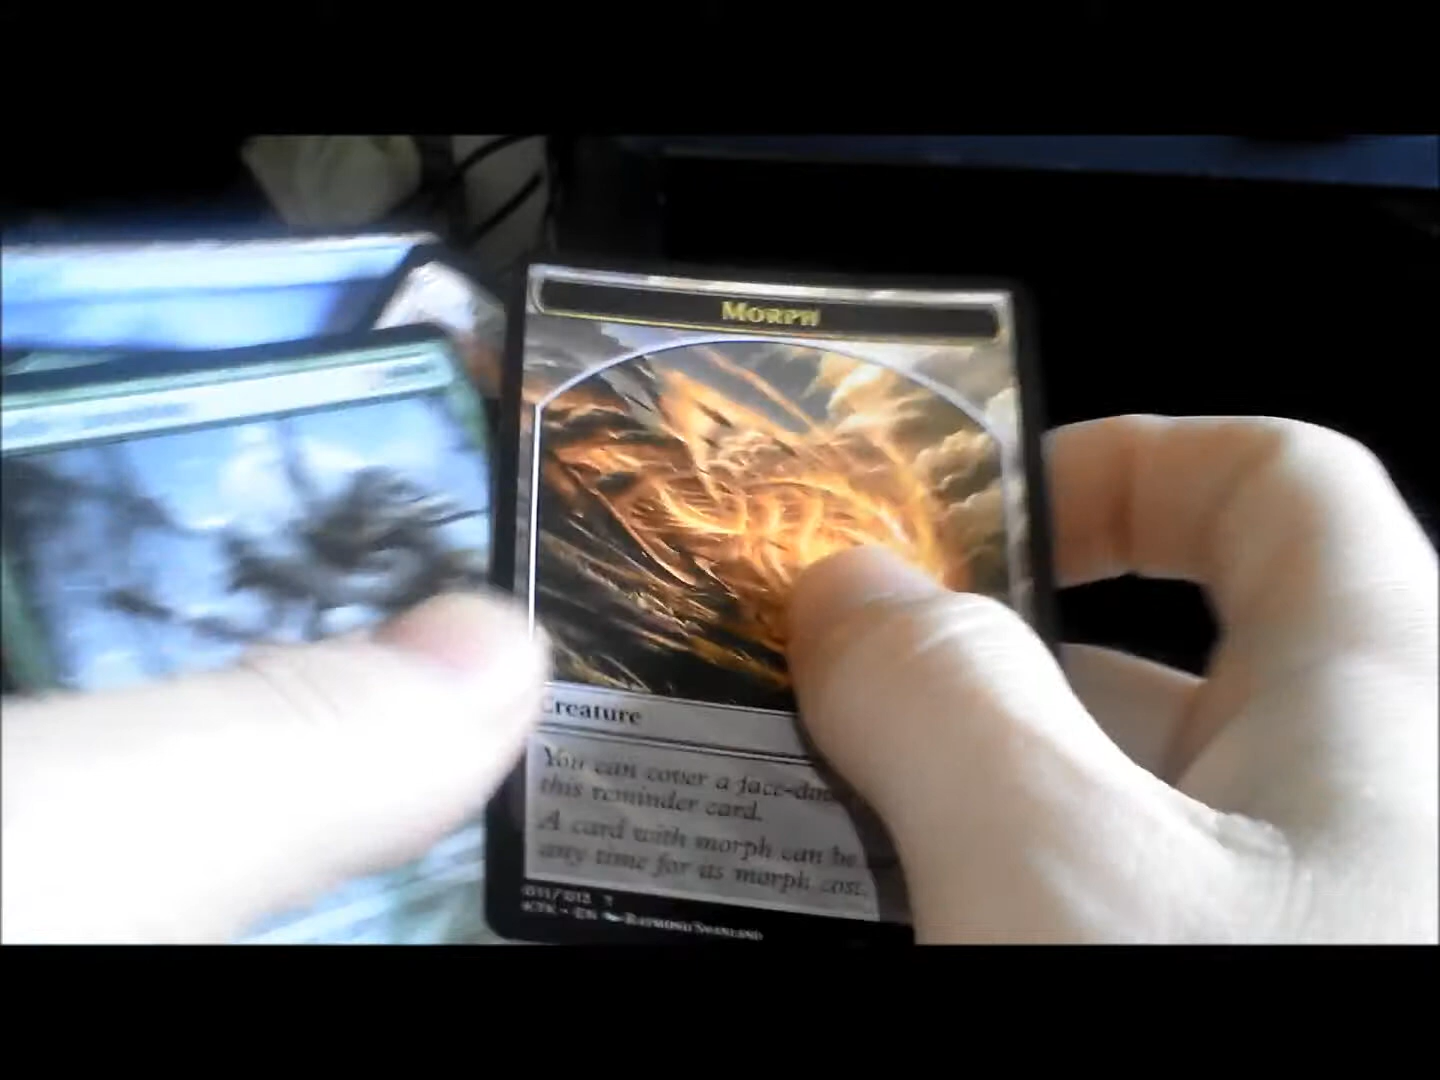 Morph
Creature
You can cover a face-dow
this reminder card.
A card with morph can be
any time for its morph cost.
011/013 T
KTK • EN Raymond Swanland